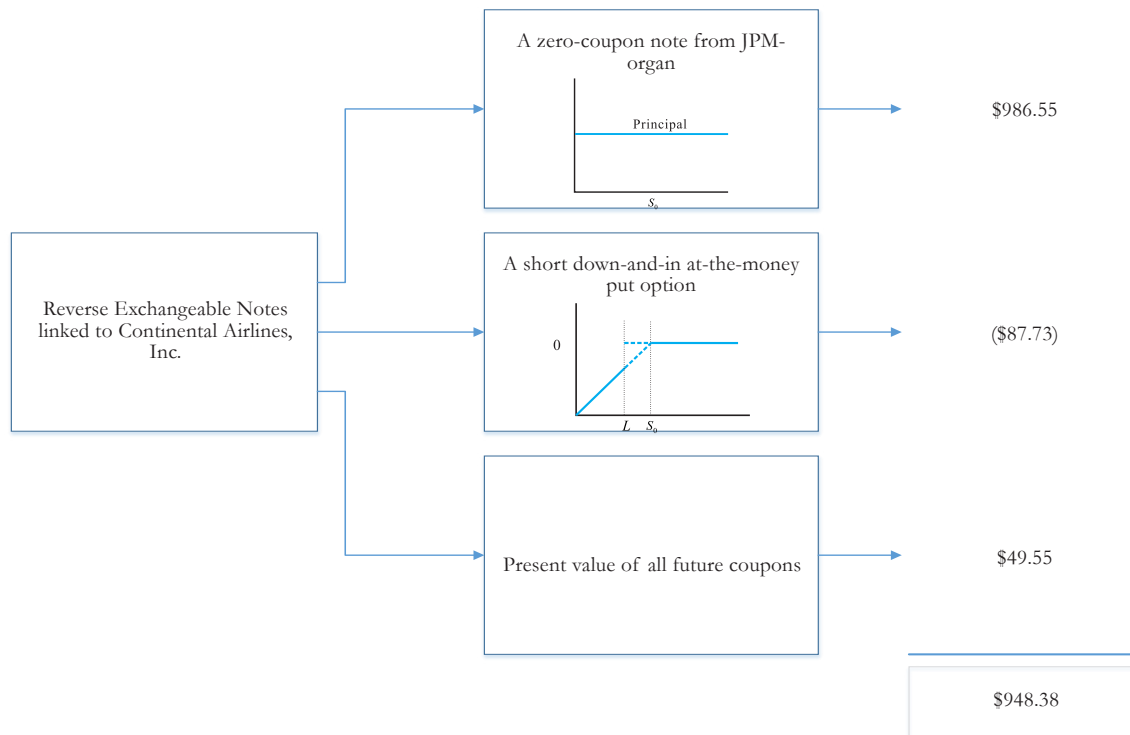 A zero-coupon note from JPM-
organ
Principal
S0
$986.55
Reverse Exchangeable Notes
linked to Continental Airlines,
Inc.
A short down-and-in at-the-money
put option
0
L S0
($87.73)
Present value of all future coupons
$49.55
$948.38